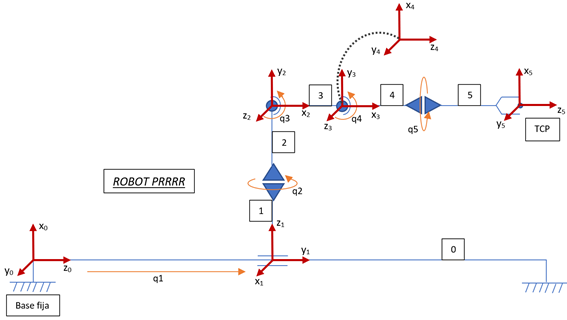 x4
y4
z4
y2
y3
x5
3
4
5
z2
q3
x2
z3
q4
x3
q5
y5
z5
TCP
2
ROBOT PRRRR
q2
1
x0
z1
y1
0
y0
z0
x1
q1
Base fija